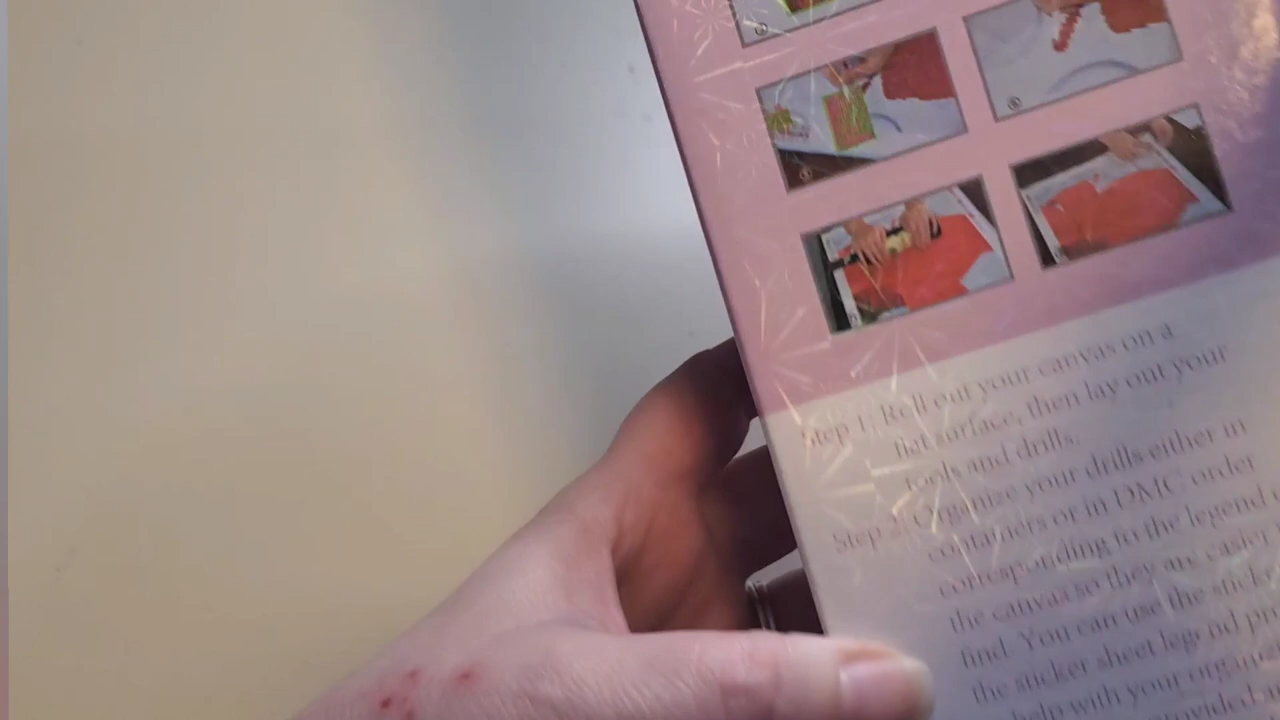 Step 1: Roll out your canvas on a
flat surface, then lay out your
tools and drills.
Step 2: Organize your drills either in
containers or in DMC order
corresponding to the legend
the canvas so they are easier
find. You can use the
the sticker sheet legend
help with your